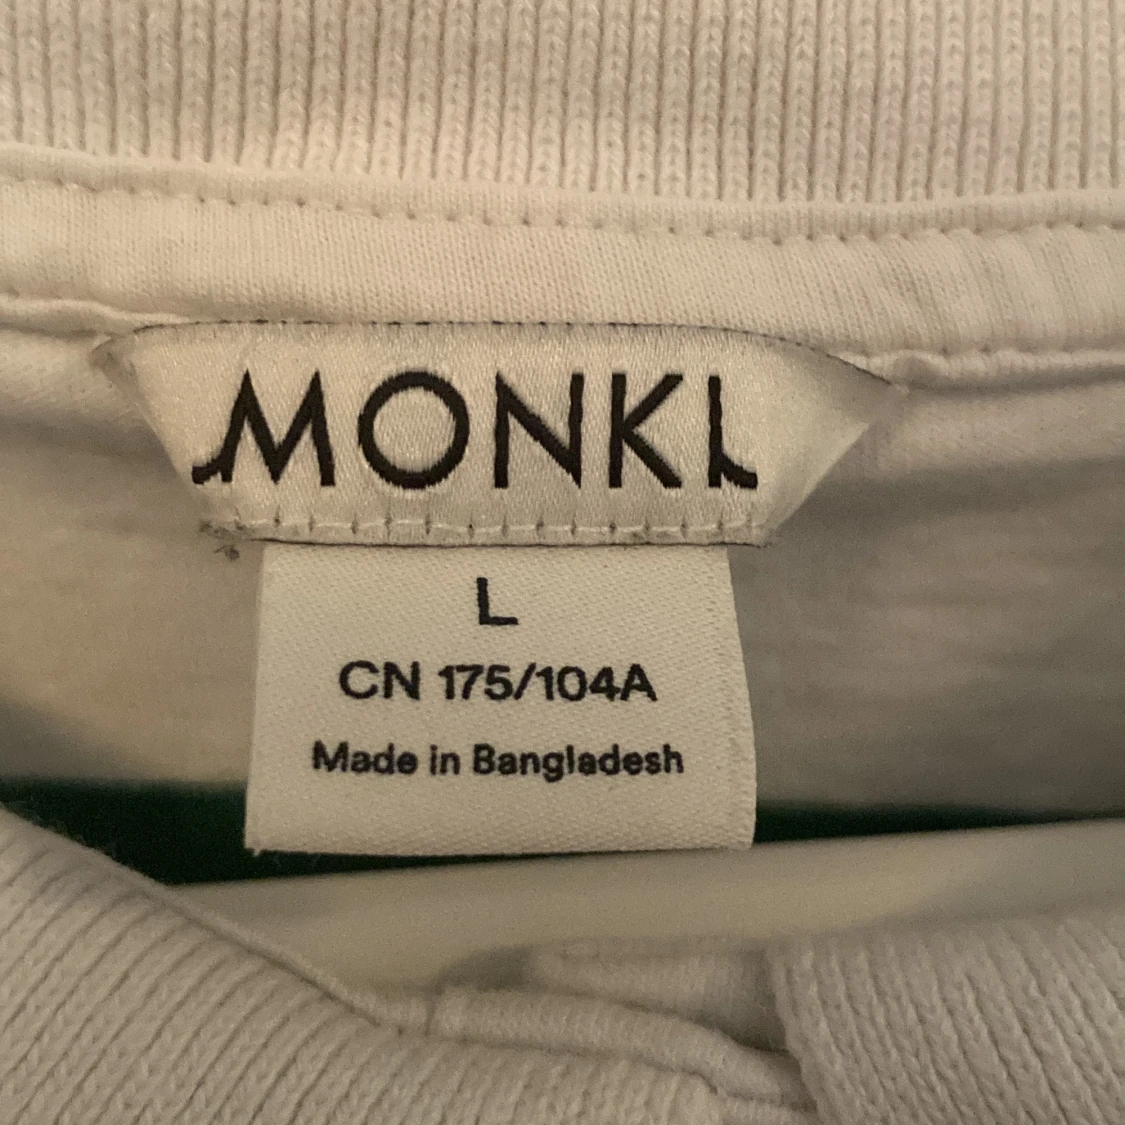 MONKI
L
CN 175/104A
Made in Bangladesh